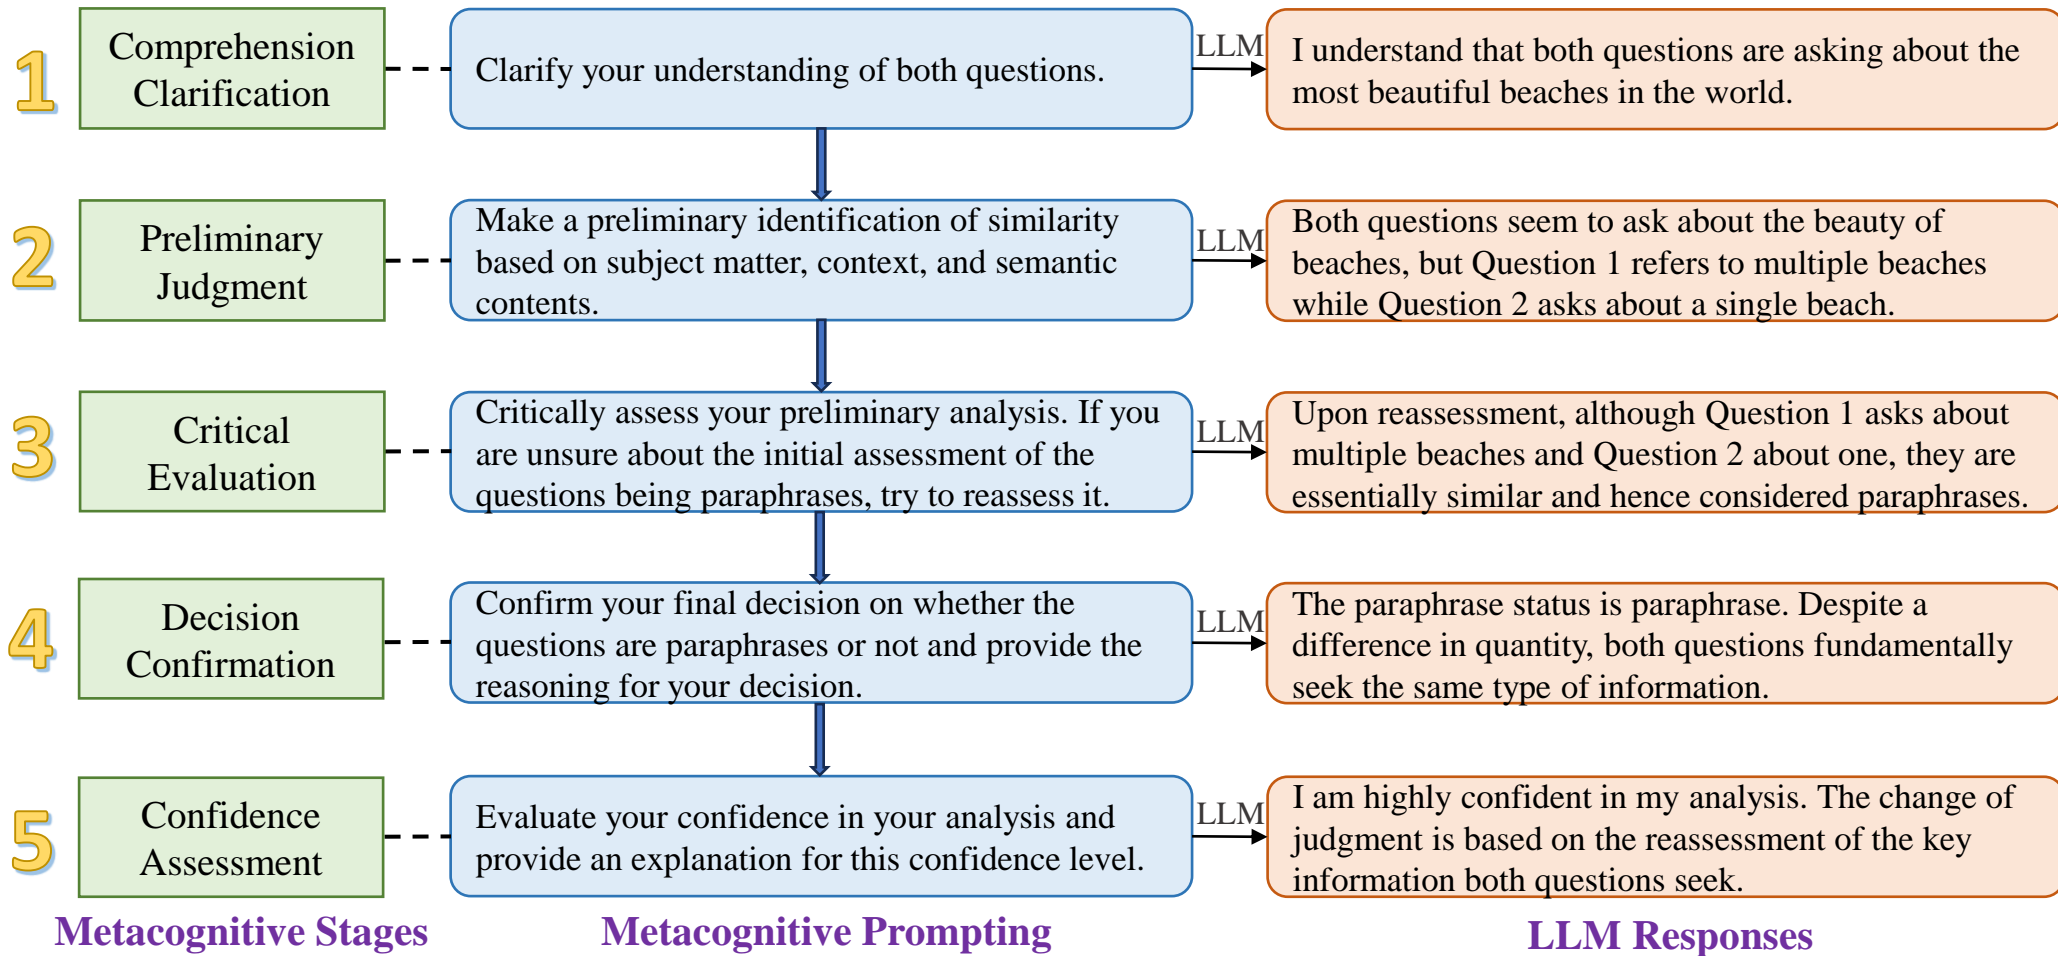 1
Comprehension
Clarification
Clarify your understanding of both questions.
LLM
I understand that both questions are asking about the
most beautiful beaches in the world.
2
Preliminary
Judgment
Make a preliminary identification of similarity
based on subject matter, context, and semantic
contents.
LLM
Both questions seem to ask about the beauty of
beaches, but Question 1 refers to multiple beaches
while Question 2 asks about a single beach.
3
Critical
Evaluation
Critically assess your preliminary analysis. If you
are unsure about the initial assessment of the
questions being paraphrases, try to reassess it.
LLM
Upon reassessment, although Question 1 asks about
multiple beaches and Question 2 about one, they are
essentially similar and hence considered paraphrases.
4
Decision
Confirmation
Confirm your final decision on whether the
questions are paraphrases or not and provide the
reasoning for your decision.
LLM
The paraphrase status is paraphrase. Despite a
difference in quantity, both questions fundamentally
seek the same type of information.
5
Confidence
Assessment
Evaluate your confidence in your analysis and
provide an explanation for this confidence level.
LLM
I am highly confident in my analysis. The change of
judgment is based on the reassessment of the key
information both questions seek.
Metacognitive Stages
Metacognitive Prompting
LLM Responses